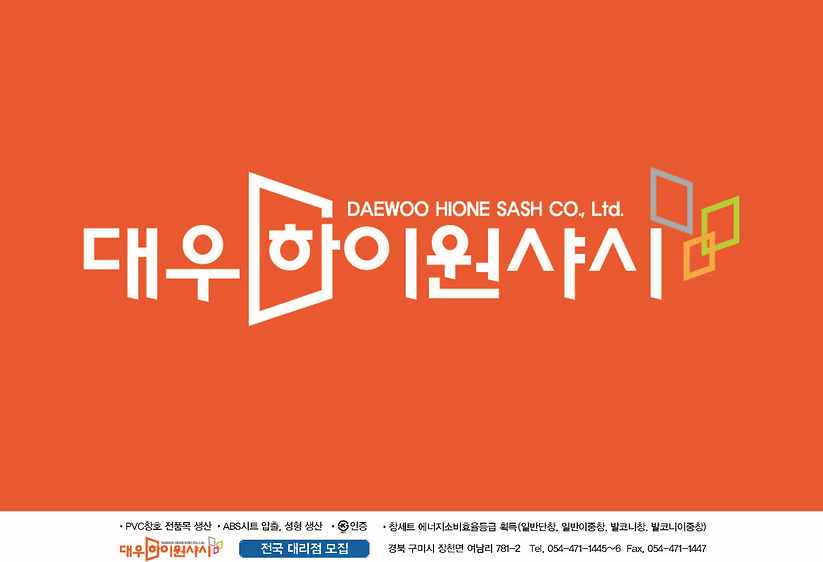 DAEWOO HIONE SASH CO., Ltd.
대우하이원샤시
• PVC창호 전품목 생산 • ABS시트 압출, 성형 생산 • ㉿인증 • 창세트 에너지소비효율등급 획득(일반단창, 일반이중창, 발코니창, 발코니이중창)
대우하이원샤시 전국 대리점 모집 경북 구미시 장천면 여남리 781-2 Tel. 054-471-1445~6 Fax. 054-471-1447